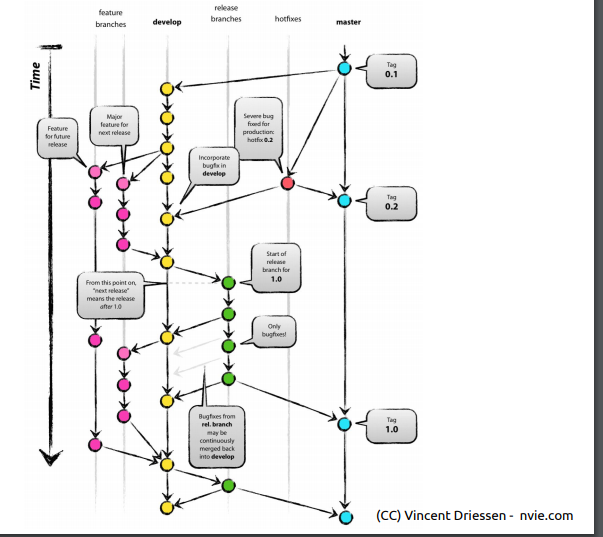 feature
branches
develop
release
branches
hotfixes
master
Time
Tag
0.1
Feature
for future
release
Major
feature for
next release
Severe bug
fixed for
production:
hotfix 0.2
Incorporate
bugfix in
develop
Tag
0.2
Start of
release
branch for
1.0
From this point on,
"next release"
means the release
after 1.0
Only
bugfixes!
Bugfixes from
rel. branch
may be
continuously
merged back
into develop
Tag
1.0
(CC) Vincent Driessen - nvie.com